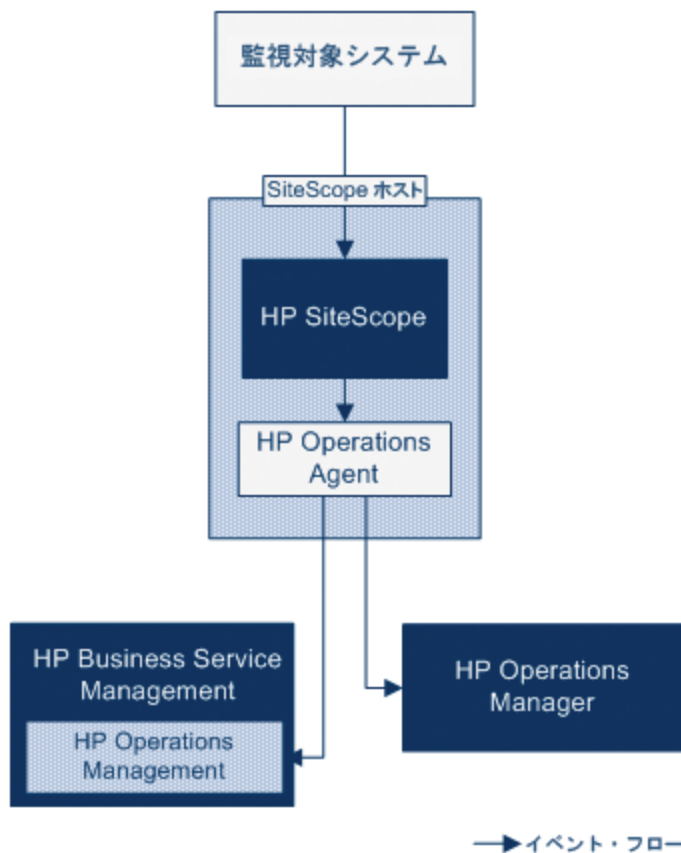 監視対象システム
SiteScope ホスト
HP SiteScope
HP Operations
Agent
HP Business Service
Management
HP Operations
Management
HP Operations
Manager
イベント・フロー